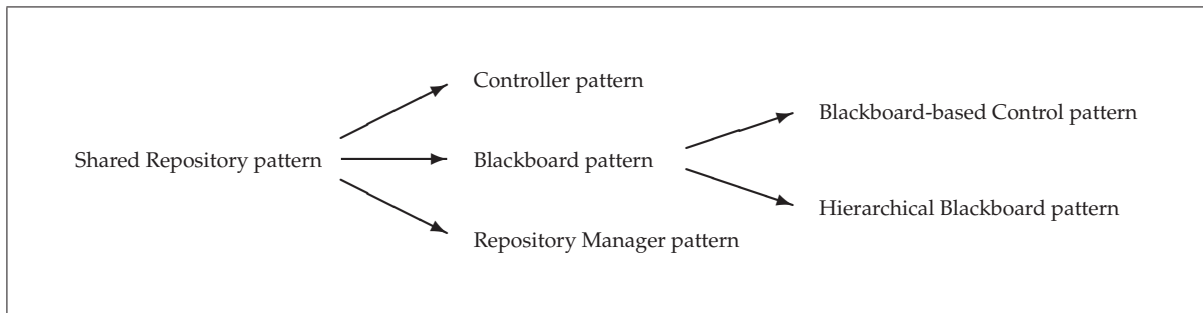 Controller pattern
Blackboard-based Control pattern
Shared Repository pattern
Blackboard pattern
Hierarchical Blackboard pattern
Repository Manager pattern